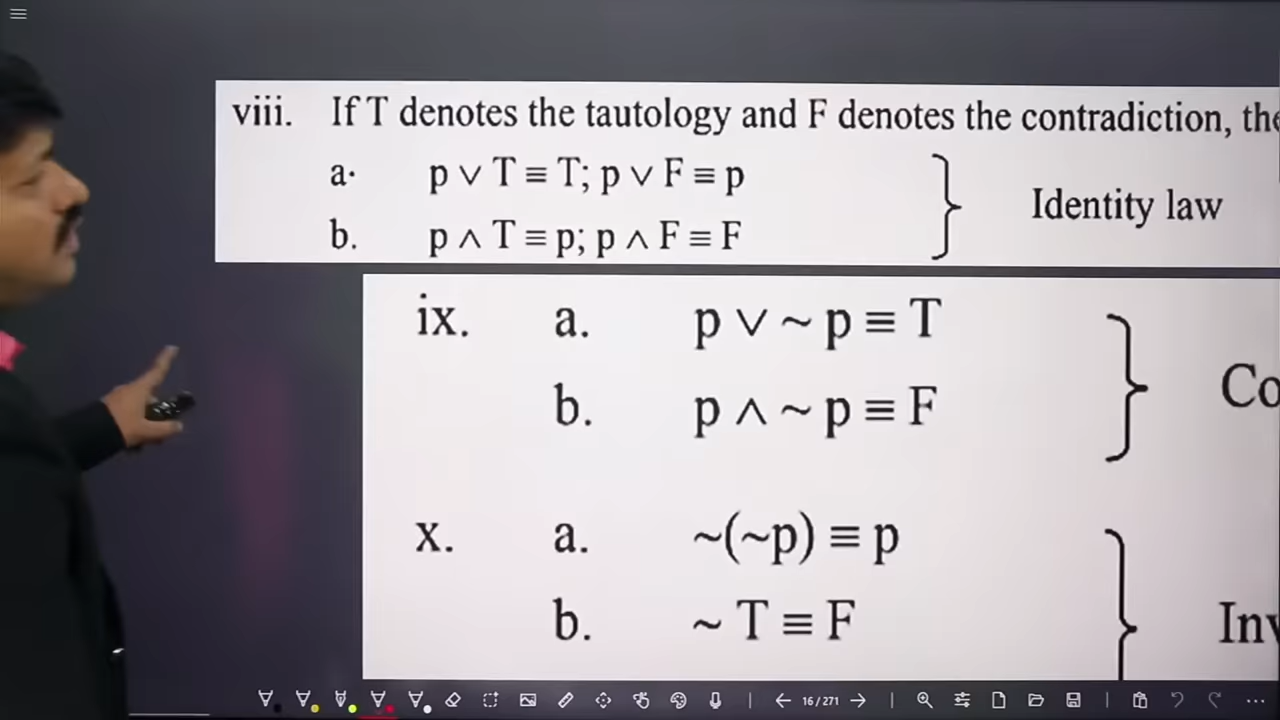 viii. If T denotes the tautology and F denotes the contradiction, the
a. p ∨ T ≡ T; p ∨ F ≡ p
b. p ∧ T ≡ p; p ∧ F ≡ F
Identity law
ix. a. p ∨ ~ p ≡ T
b. p ∧ ~ p ≡ F
Co
x. a. ~(~p) ≡ p
b. ~ T ≡ F
Inv
16/271